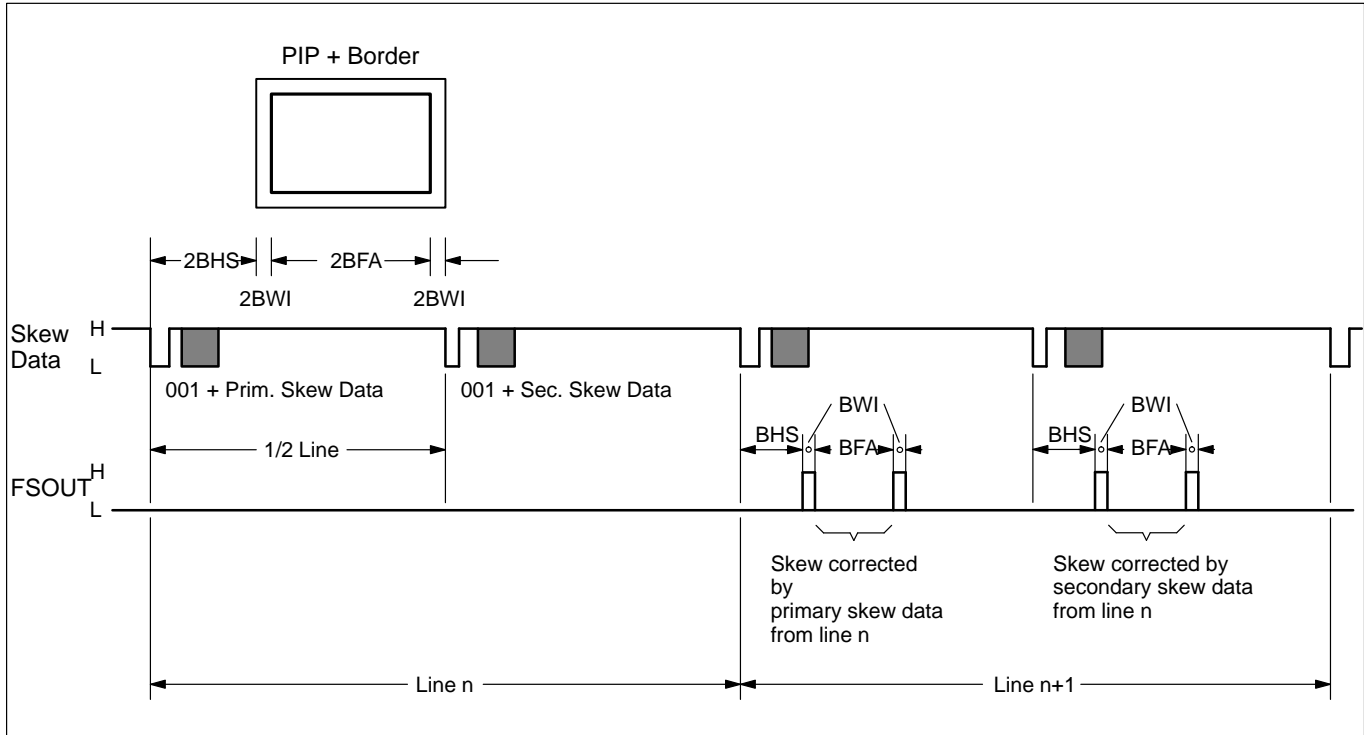 PIP + Border
2BHS 2BFA
2BWI 2BWI
Skew Data
H
L
001 + Prim. Skew Data 001 + Sec. Skew Data
BWI BWI
BHS BFA BHS BFA
1/2 Line
FSOUT
H
L
Skew corrected
by
primary skew data
from line n
Skew corrected by
secondary skew data
from line n
Line n Line n+1